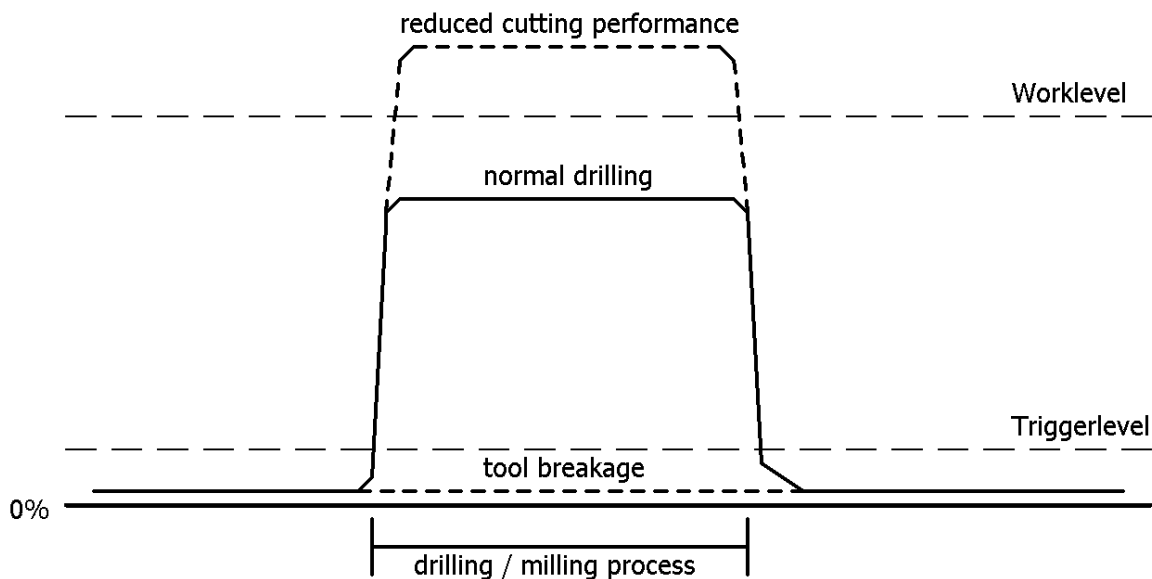 reduced cutting performance
Worklevel
normal drilling
Triggerlevel
tool breakage
0%
drilling / milling process